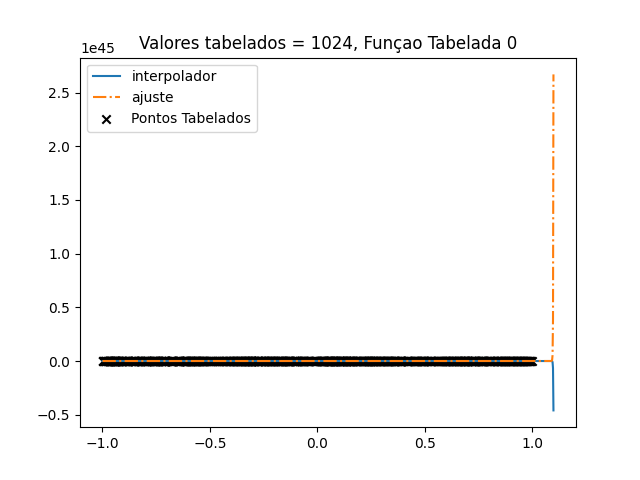 Valores tabelados = 1024, Funçao Tabelada 0
1e45
interpolador
ajuste
Pontos Tabelados
2.5
2.0
1.5
1.0
0.5
0.0
−0.5
−1.0 −0.5 0.0 0.5 1.0